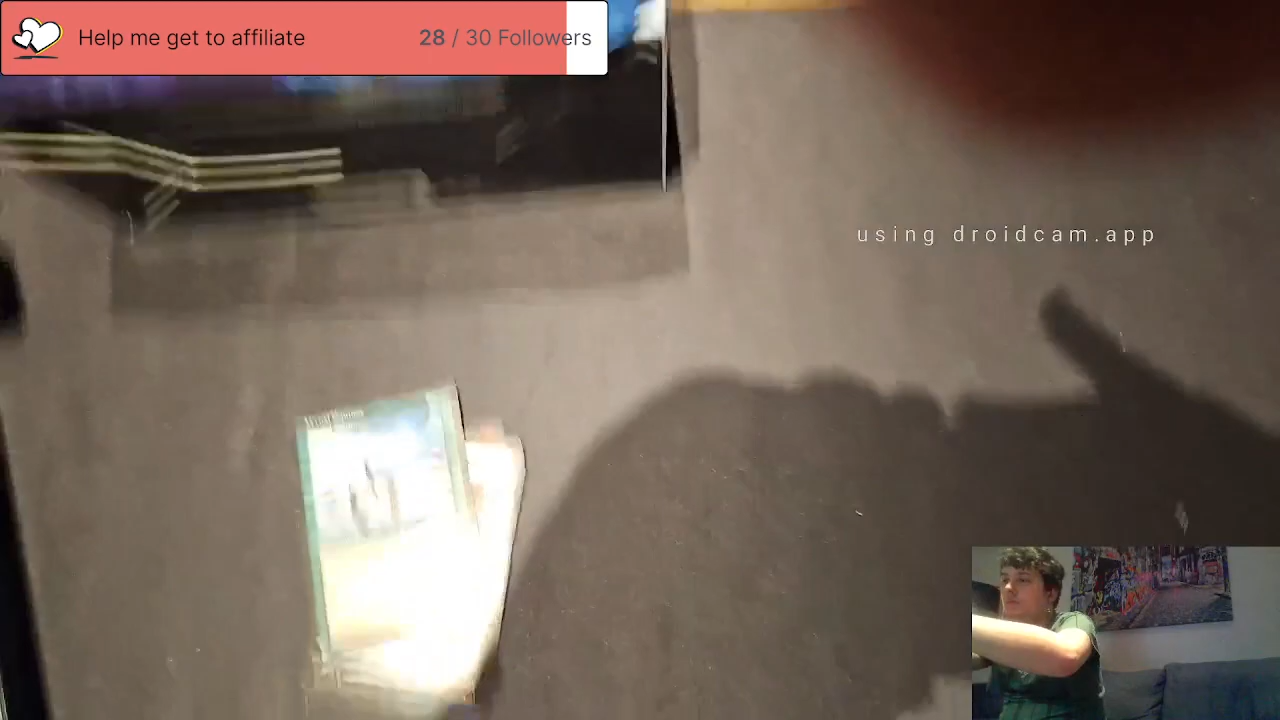 Help me get to affiliate 28 / 30 Followers
using droidcam.app